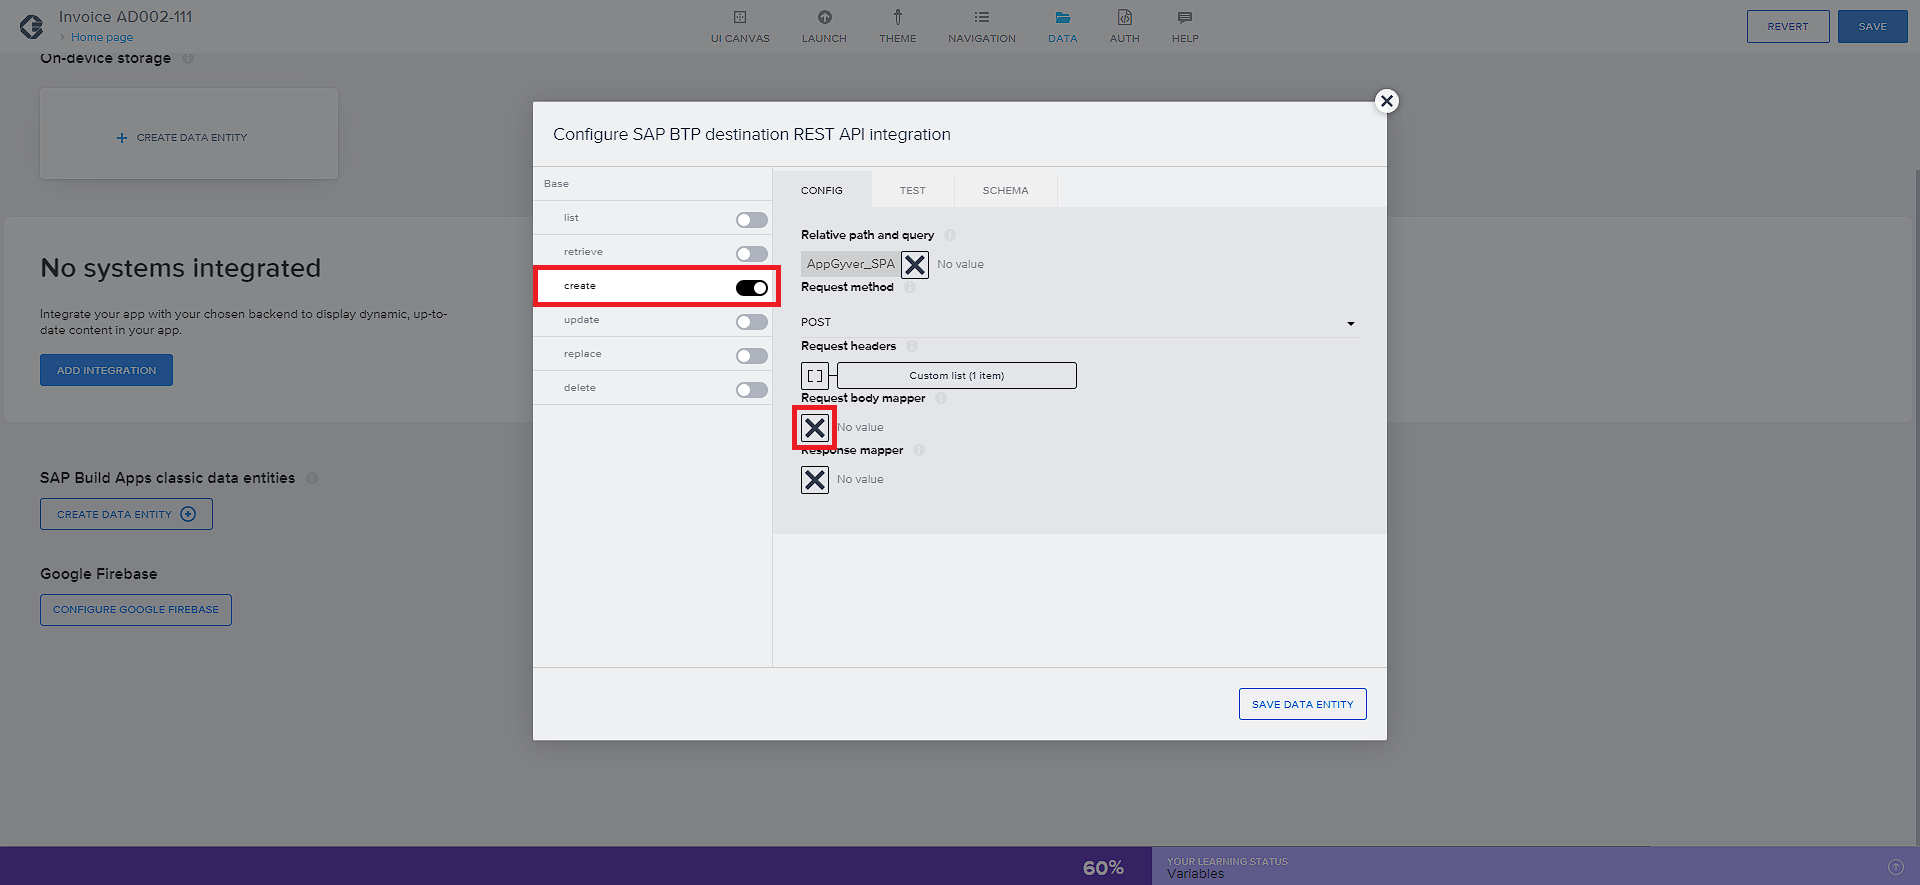 Invoice AD002-111
Home page
UI CANVAS
LAUNCH
THEME
NAVIGATION
DATA
AUTH
HELP
REVERT
SAVE
On-device storage
CREATE DATA ENTITY
No systems integrated
Integrate your app with your chosen backend to display dynamic, up-to-
date content in your app.
ADD INTEGRATION
SAP Build Apps classic data entities
CREATE DATA ENTITY
Google Firebase
CONFIGURE GOOGLE FIREBASE
Configure SAP BTP destination REST API integration
Base
list
retrieve
create
update
replace
delete
CONFIG
TEST
SCHEMA
Relative path and query
AppGyver_SPA
No value
Request method
POST
Request headers
[ ]
Custom list (1 item)
Request body mapper
No value
Response mapper
No value
SAVE DATA ENTITY
60%
YOUR LEARNING STATUS
Variables